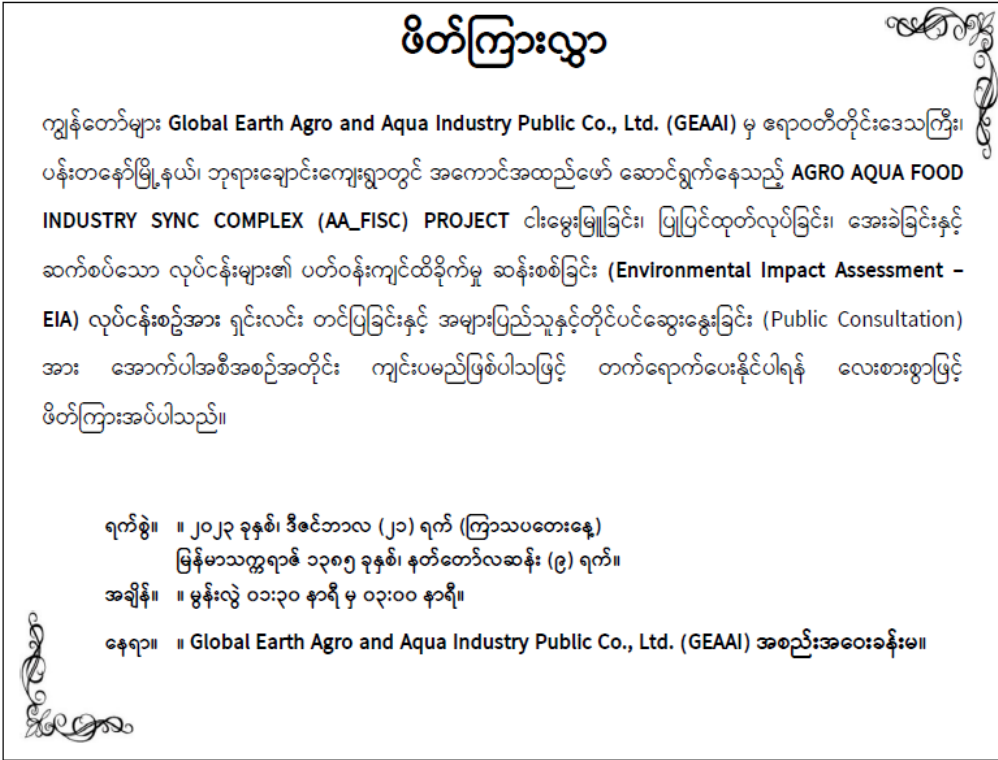 ဖိတ်ကြားလွှာ
ကျွန်တော်များ Global Earth Agro and Aqua Industry Public Co., Ltd. (GEAAI) မှ ဧရာဝတီတိုင်းဒေသကြီး၊
ပန်းတနော်မြို့နယ်၊ ဘုရားချောင်းကျေးရွာတွင် အကောင်အထည်ဖော် ဆောင်ရွက်နေသည့် AGRO AQUA FOOD
INDUSTRY SYNC COMPLEX (AA_FISC) PROJECT ငါးမွေးမြူခြင်း၊ ပြုပြင်ထုတ်လုပ်ခြင်း၊ အေးခဲခြင်းနှင့်
ဆက်စပ်သော လုပ်ငန်းများ၏ ပတ်ဝန်းကျင်ထိခိုက်မှု ဆန်းစစ်ခြင်း (Environmental Impact Assessment –
EIA) လုပ်ငန်းစဥ်အား ရှင်းလင်း တင်ပြခြင်းနှင့် အများပြည်သူနှင့်တိုင်ပင်ဆွေးနွေးခြင်း (Public Consultation)
အား အောက်ပါအစီအစဉ်အတိုင်း ကျင်းပမည်ဖြစ်ပါသဖြင့် တက်ရောက်ပေးနိုင်ပါရန် လေးစားစွာဖြင့်
ဖိတ်ကြားအပ်ပါသည်။
ရက်စွဲ။ ။ ၂၀၂၃ ခုနှစ်၊ ဒီဇင်ဘာလ (၂၁) ရက် (ကြာသပတေးနေ့)
မြန်မာသက္ကရာဇ် ၁၃၈၅ ခုနှစ်၊ နတ်တော်လဆန်း (၉) ရက်။
အချိန်။ ။ မွန်းလွဲ ၀၁:၃၀ နာရီ မှ ၀၃:၀၀ နာရီ။
နေရာ။ ။ Global Earth Agro and Aqua Industry Public Co., Ltd. (GEAAI) အစည်းအဝေးခန်းမ။